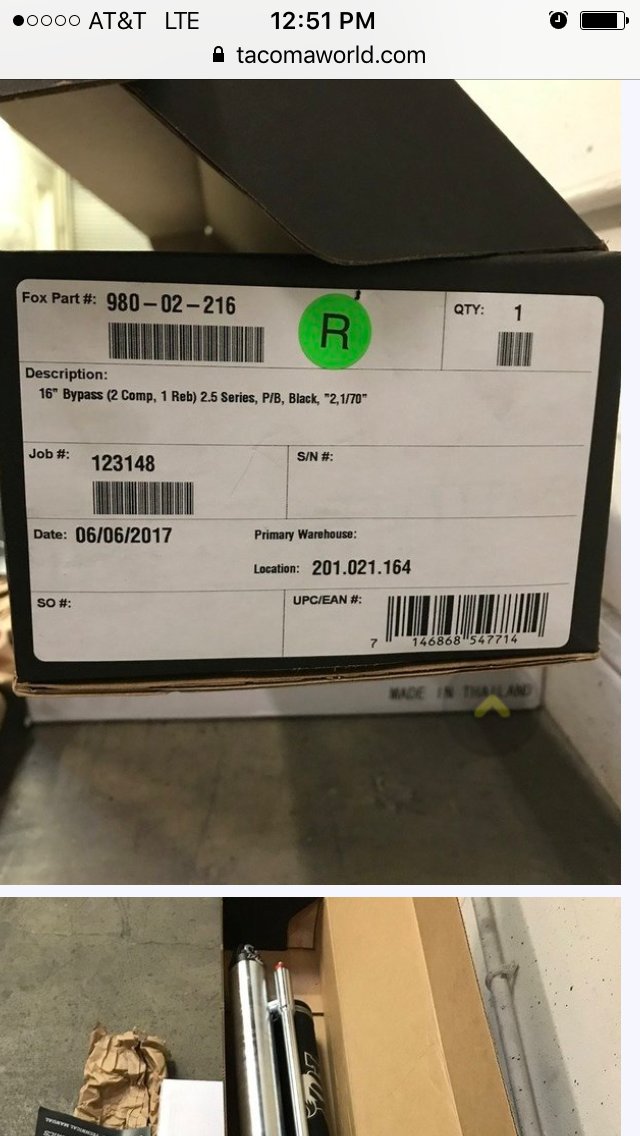 AT&T LTE 12:51 PM
tacomaworld.com
Fox Part #: 980-02-216
R
QTY: 1
Description:
16" Bypass (2 Comp, 1 Reb) 2.5 Series, P/B, Black, "2,1/70"
Job #: 123148
S/N #:
Date: 06/06/2017
Primary Warehouse:
Location: 201.021.164
SO #:
UPC/EAN #:
7 146868 547714
MADE IN THAILAND
TECHNICAL MANUAL